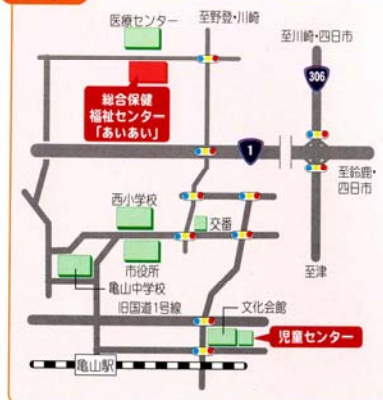 医療センター
至野登・川崎
至川崎・四日市
306
総合保健
福祉センター
「あいあい」
1
至鈴鹿・
四日市
西小学校
交番
市役所
亀山中学校
至津
旧国道1号線
文化会館
児童センター
亀山駅